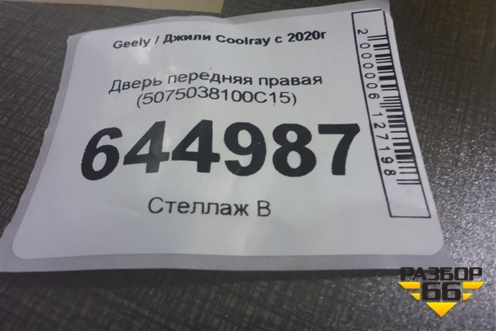 Geely / Джили Coolray с 2020г
Дверь передняя правая
(5075038100C15)
644987
Стеллаж В
2000006127198
РАЗБОР
66